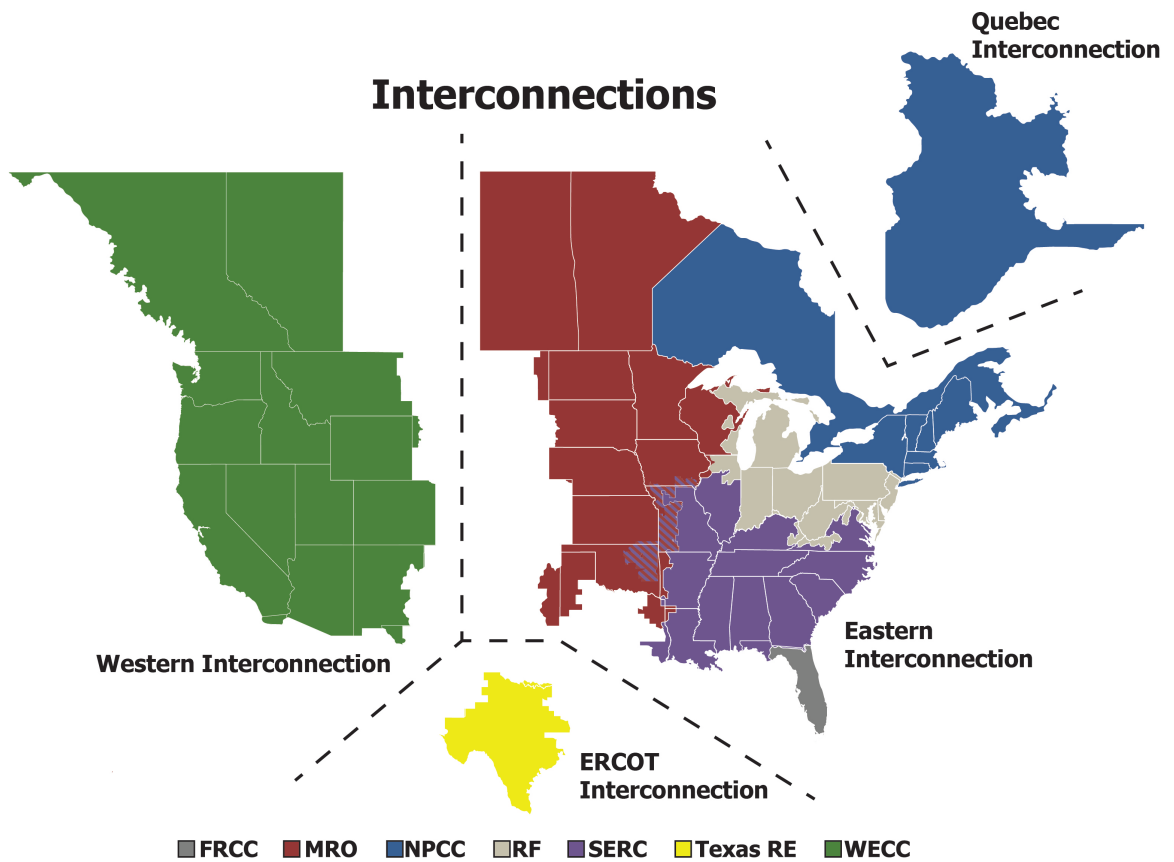 Quebec
Interconnection
Interconnections
Western Interconnection
Eastern
Interconnection
ERCOT
Interconnection
FRCC MRO NPCC RF SERC Texas RE WECC